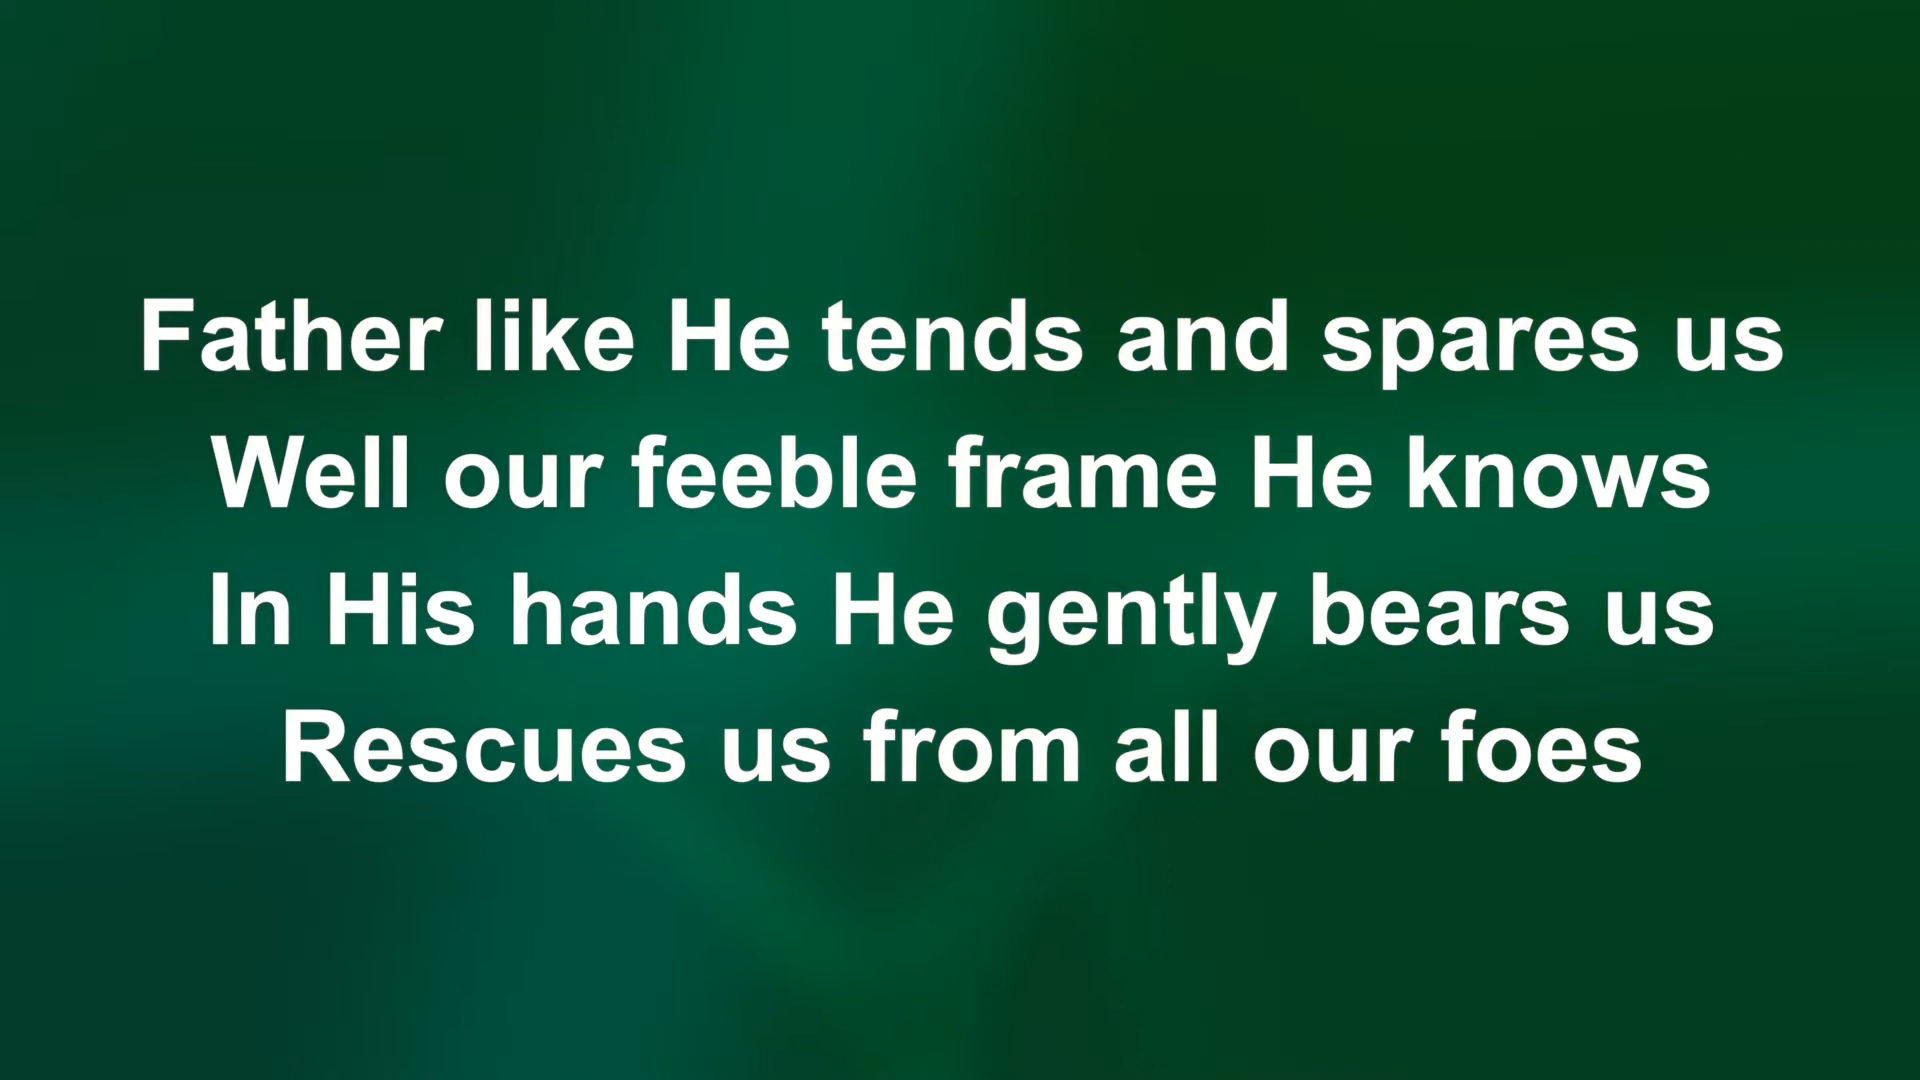 Father like He tends and spares us
Well our feeble frame He knows
In His hands He gently bears us
Rescues us from all our foes